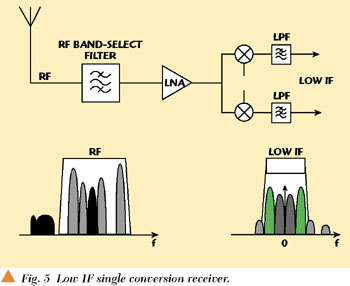 RF BAND-SELECT
FILTER
RF
LNA
LPF
LOW IF
LPF
RF
f
LOW IF
0
f
Fig. 5 Low IF single conversion receiver.